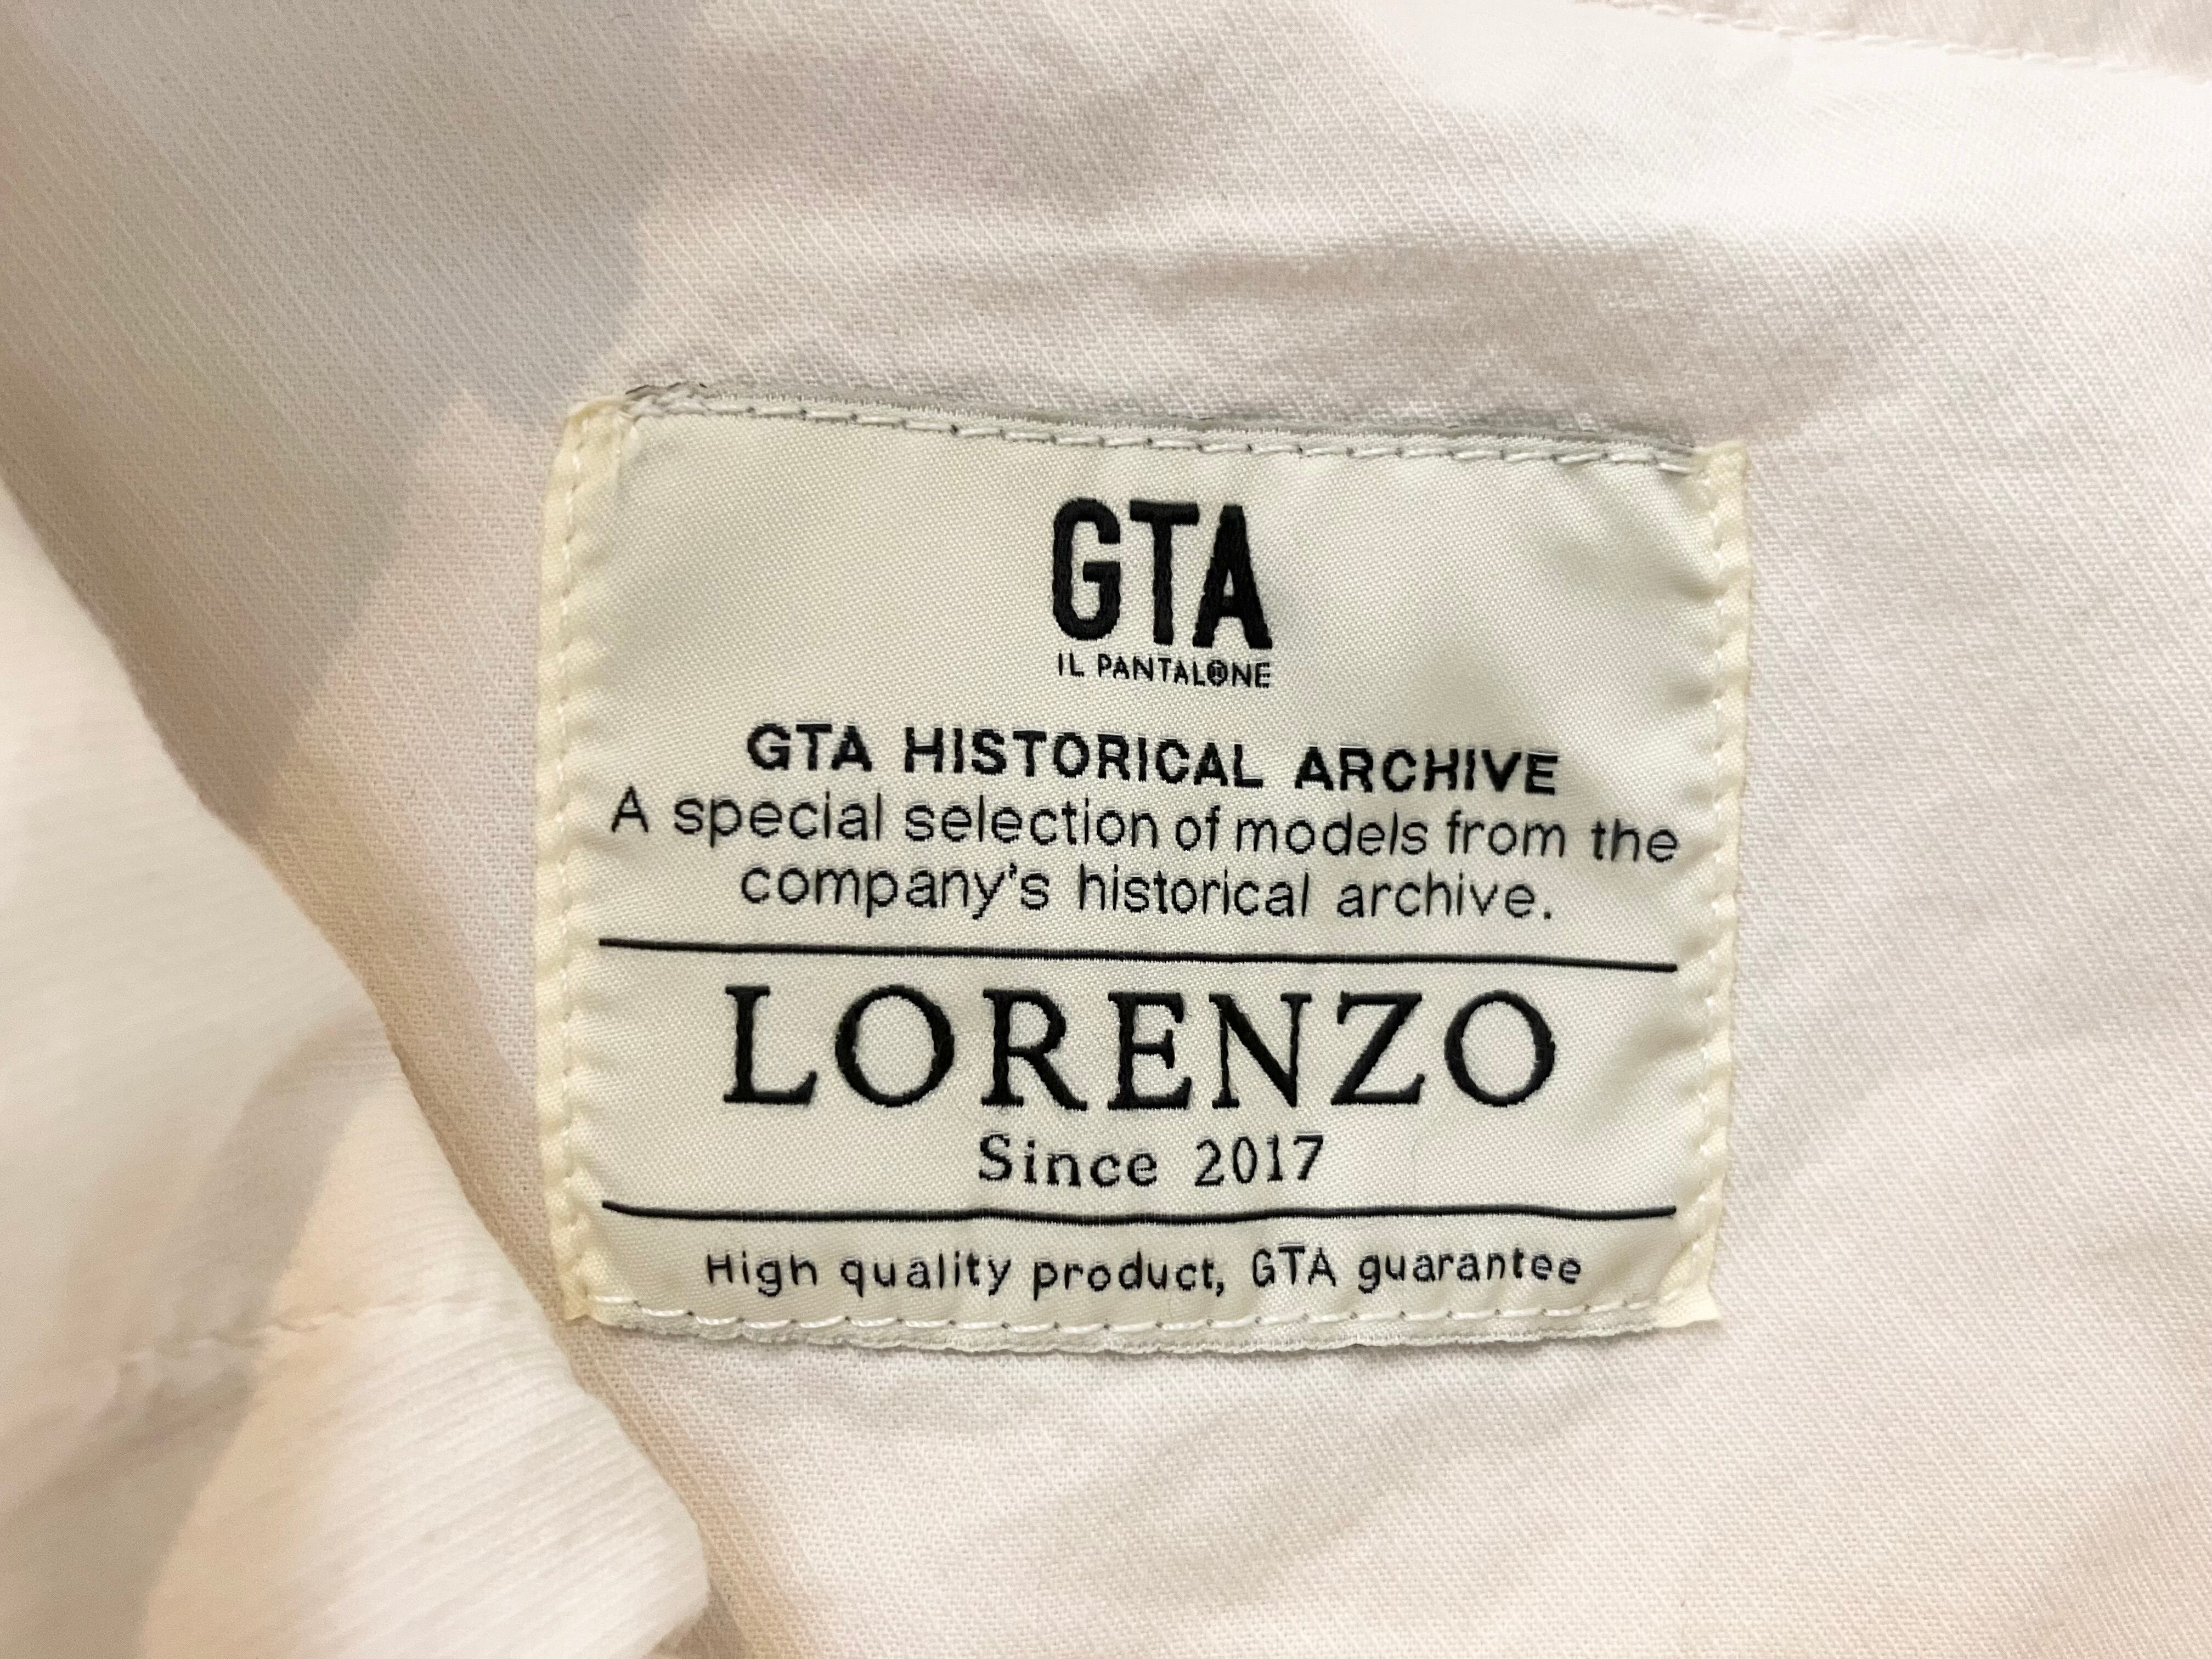 GTA
IL PANTALONE
GTA HISTORICAL ARCHIVE
A special selection of models from the
company's historical archive.
LORENZO
Since 2017
High quality product, GTA guarantee